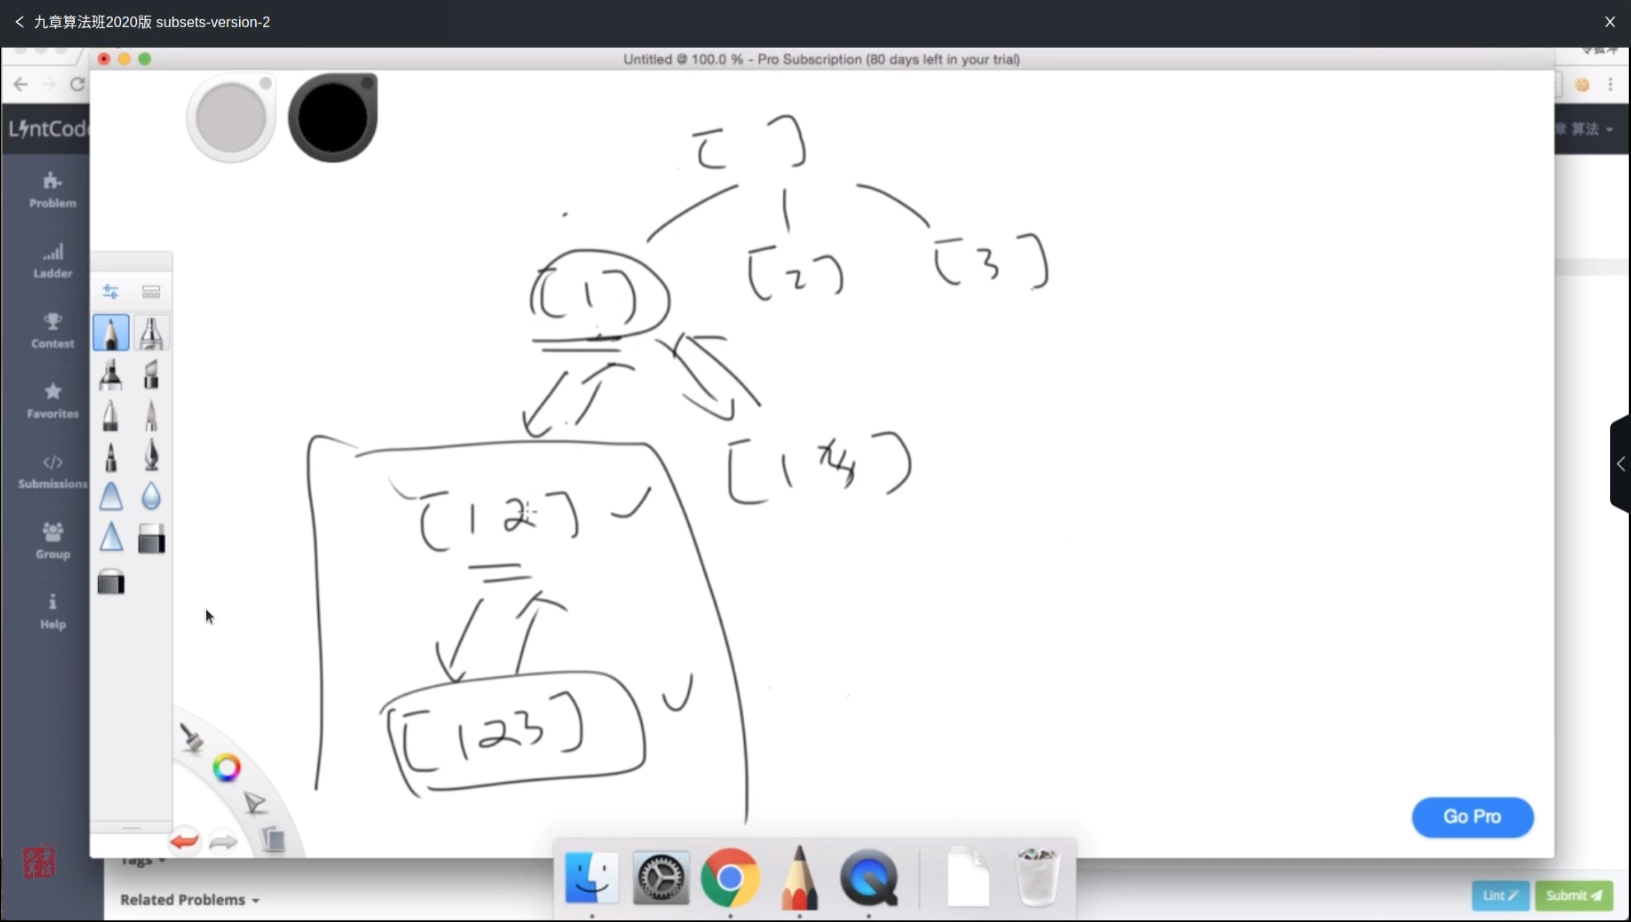 九章算法班2020版 subsets-version-2
Untitled @ 100.0 % - Pro Subscription (80 days left in your trial)
LintCode
算法
[ ]
Problem
[1] [2] [3]
Ladder
Contest
Favorites
[1 ]
Submissions
[1 2]
Group
Help
[1 2 3]
Go Pro
Tags
Related Problems
Lint
Submit